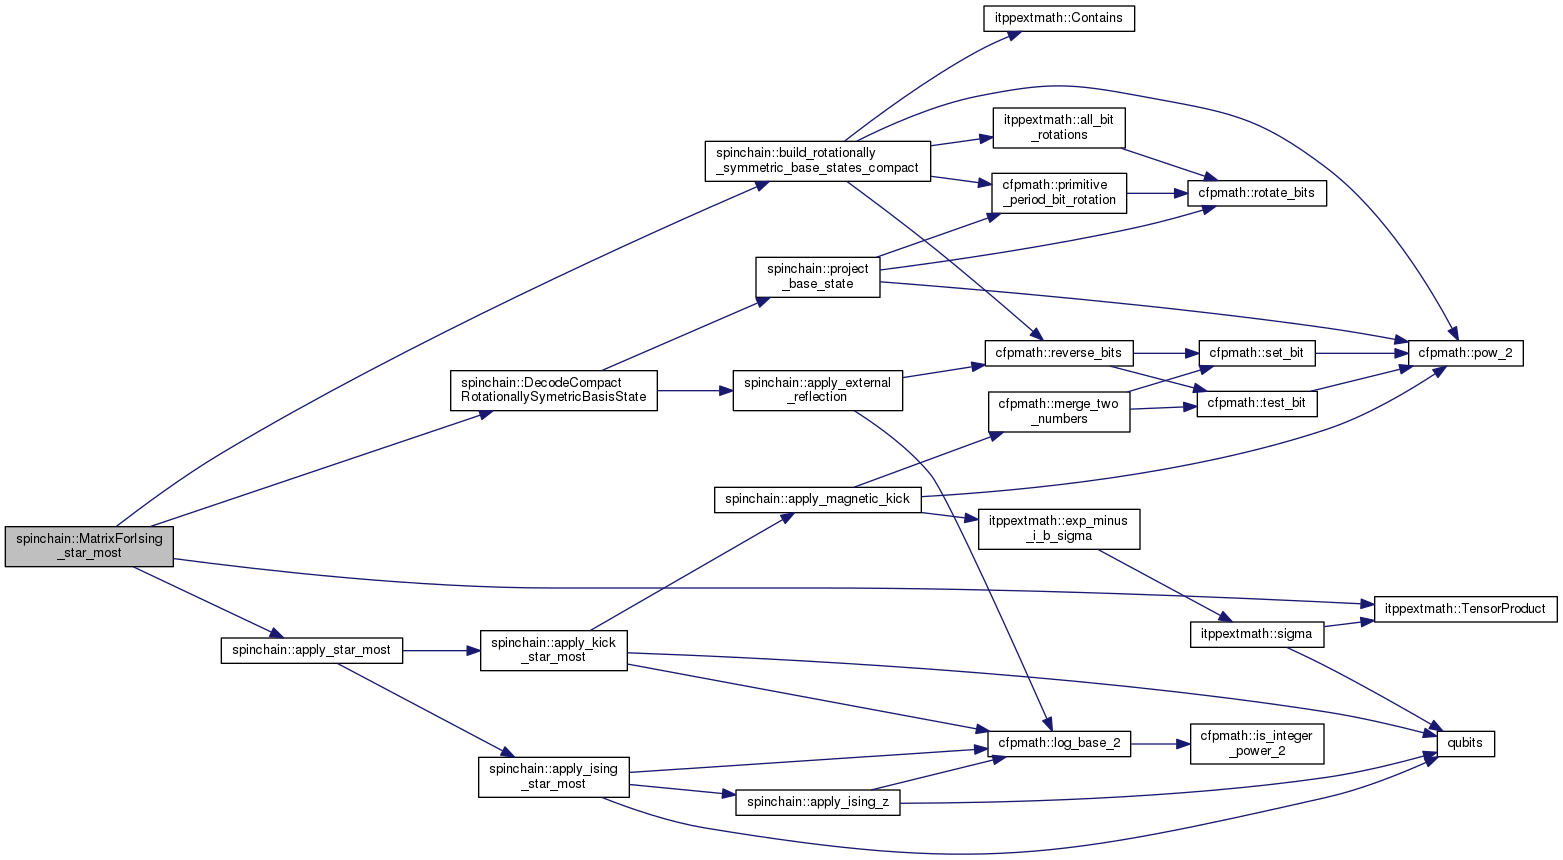 itppextmath::Contains
itppextmath::all_bit
_rotations
spinchain::build_rotationally
_symmetric_base_states_compact
cfpmath::primitive
_period_bit_rotation
cfpmath::rotate_bits
spinchain::project
_base_state
cfpmath::reverse_bits
cfpmath::set_bit
cfpmath::pow_2
spinchain::DecodeCompact
RotationallySymetricBasisState
spinchain::apply_external
_reflection
cfpmath::merge_two
_numbers
cfpmath::test_bit
spinchain::apply_magnetic_kick
itppextmath::exp_minus
_i_b_sigma
spinchain::MatrixForIsing
_star_most
itppextmath::TensorProduct
itppextmath::sigma
spinchain::apply_star_most
spinchain::apply_kick
_star_most
cfpmath::log_base_2
cfpmath::is_integer
_power_2
qubits
spinchain::apply_ising
_star_most
spinchain::apply_ising_z